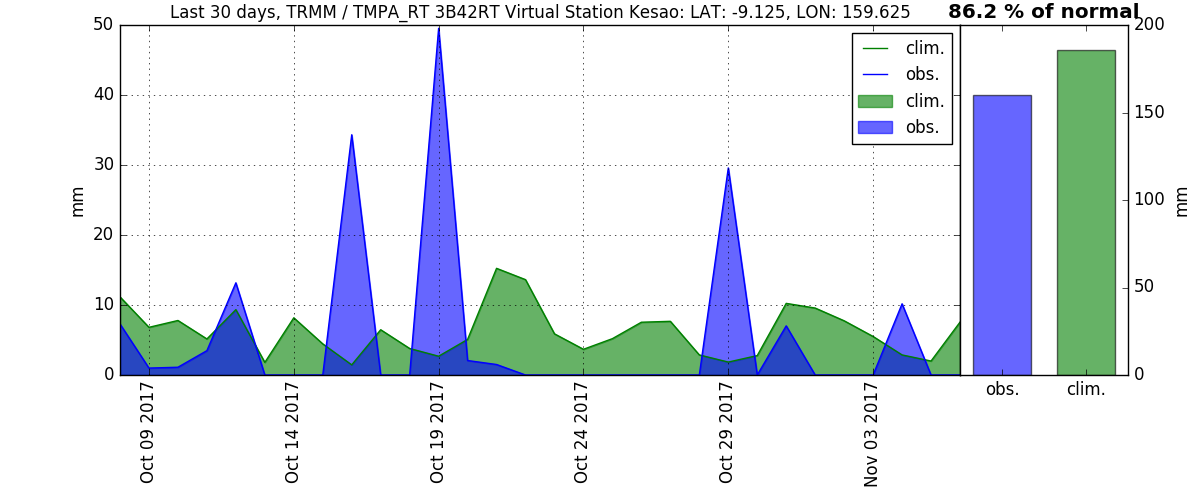 Last 30 days, TRMM / TMPA_RT 3B42RT Virtual Station Kesao: LAT: -9.125, LON: 159.625
86.2 % of normal
50
40
30
20
10
0
mm
clim.
obs.
clim.
obs.
200
150
100
50
0
mm
Oct 09 2017
Oct 14 2017
Oct 19 2017
Oct 24 2017
Oct 29 2017
Nov 03 2017
obs.
clim.